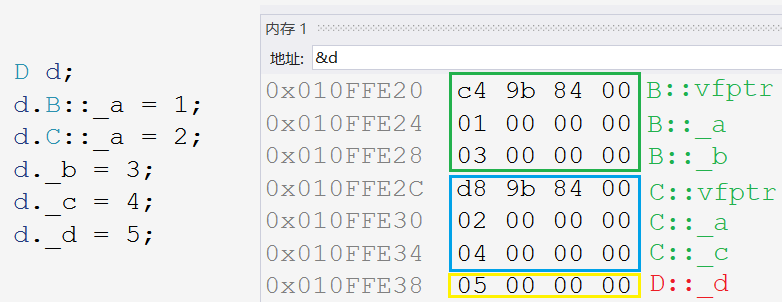 D d;
d.B::_a = 1;
d.C::_a = 2;
d._b = 3;
d._c = 4;
d._d = 5;
内存 1
地址: &d
0x010FFE20 c4 9b 84 00 B::vfptr
0x010FFE24 01 00 00 00 B::_a
0x010FFE28 03 00 00 00 B::_b
0x010FFE2C d8 9b 84 00 C::vfptr
0x010FFE30 02 00 00 00 C::_a
0x010FFE34 04 00 00 00 C::_c
0x010FFE38 05 00 00 00 D::_d